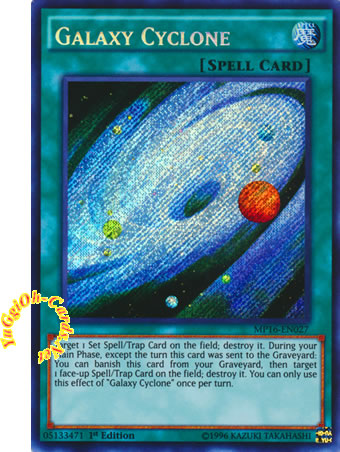 GALAXY CYCLONE
魔
[SPELL CARD]
MP16-EN027
Target 1 Set Spell/Trap Card on the field; destroy it. During your
Main Phase, except the turn this card was sent to the Graveyard:
You can banish this card from your Graveyard, then target
1 face-up Spell/Trap Card on the field; destroy it. You can only use
this effect of "Galaxy Cyclone" once per turn.
05133471 1st Edition
©1996 KAZUKI TAKAHASHI